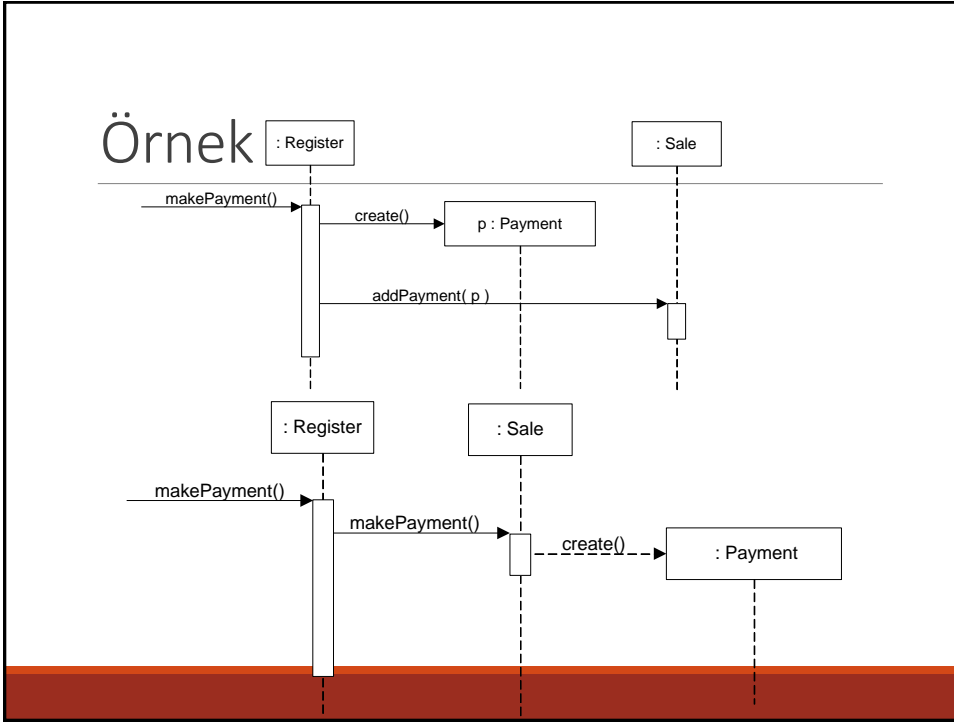 Örnek
: Register
: Sale
makePayment()
create()
p : Payment
addPayment( p )
: Register
: Sale
makePayment()
makePayment()
create()
: Payment